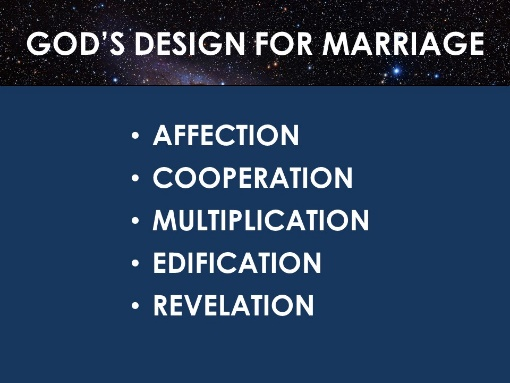 GOD'S DESIGN FOR MARRIAGE
• AFFECTION
• COOPERATION
• MULTIPLICATION
• EDIFICATION
• REVELATION